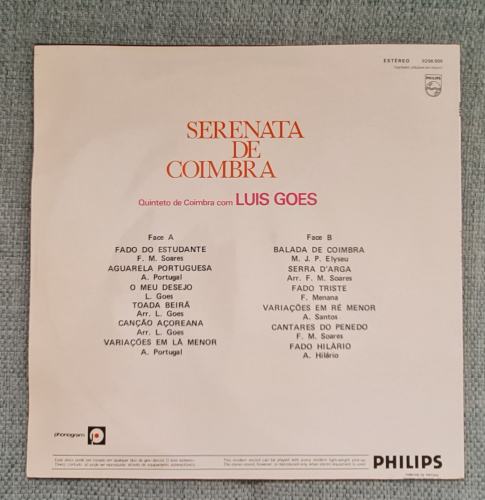 ESTÉREO
PHILIPS
SERENATA
DE
COIMBRA
Quinteto de Coimbra com LUIS GOES
Face A
FADO DO ESTUDANTE
F. M. Soares
AGUARELA PORTUGUESA
A. Portugal
O MEU DESEJO
L. Goes
TOADA BEIRÃ
Arr. L. Goes
CANÇÃO AÇOREANA
Arr. L. Goes
VARIAÇÕES EM LÁ MENOR
A. Portugal
Face B
BALADA DE COIMBRA
M. J. P. Elyseu
SERRA D'ARGA
Arr. F. M. Soares
FADO TRISTE
F. Menana
VARIAÇÕES EM RÉ MENOR
A. Santos
CANTARES DO PENEDO
F. M. Soares
FADO HILÁRIO
A. Hilário
phonogram
PHILIPS